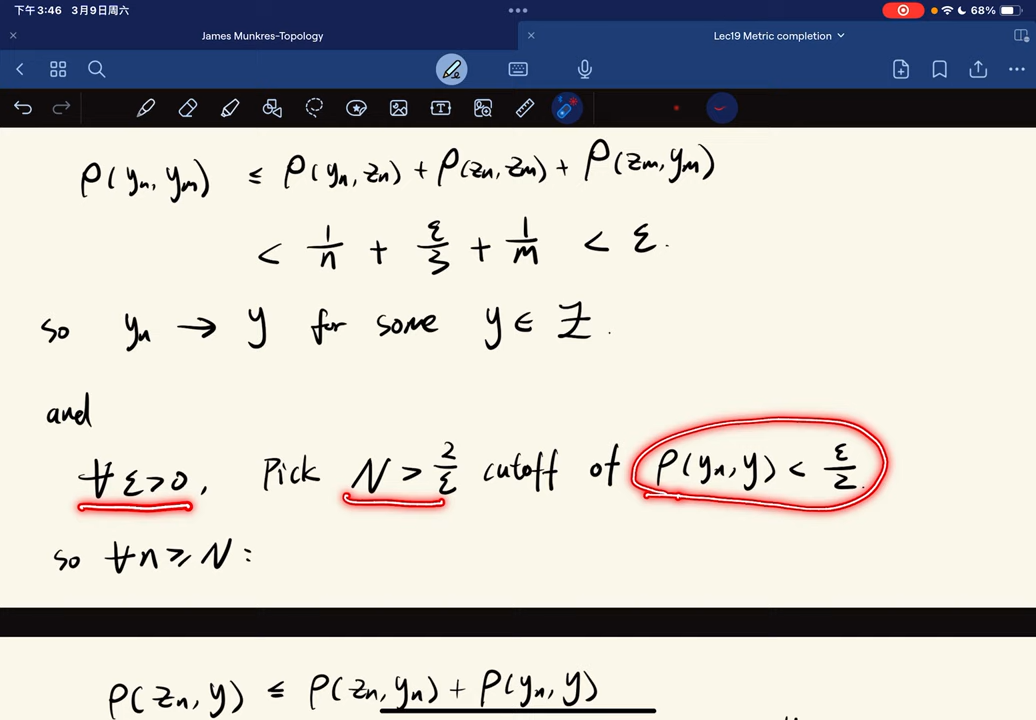 下午3:46 3月9日周六
68%
James Munkres-Topology
Lec19 Metric completion
ρ(yₙ, yₘ) ≤ ρ(yₙ, zₙ) + ρ(zₙ, zₘ) + ρ(zₘ, yₘ)
< 1/n + ε/3 + 1/m < ε.
so yₙ → y for some y ∈ Z.
and
∀ ε>0, Pick N > 2/ε cutoff of ρ(yₙ, y) < ε/2.
so ∀n ≥ N:
ρ(zₙ, y) ≤ ρ(zₙ, yₙ) + ρ(yₙ, y)